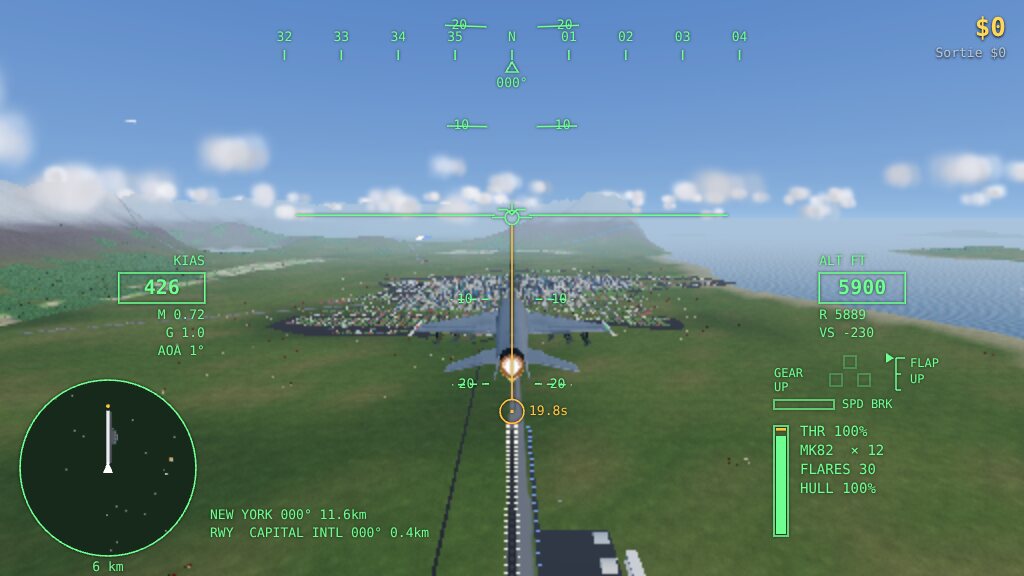 20 20
32 33 34 35 N 01 02 03 04
$0
Sortie $0
000°
10 10
KIAS
426
M 0.72
G 1.0
AOA 1°
ALT FT
5900
R 5889
VS -230
10 10
20 20
GEAR
UP
FLAP
UP
SPD BRK
19.8s
THR 100%
MK82 × 12
FLARES 30
HULL 100%
NEW YORK 000° 11.6km
RWY CAPITAL INTL 000° 0.4km
6 km